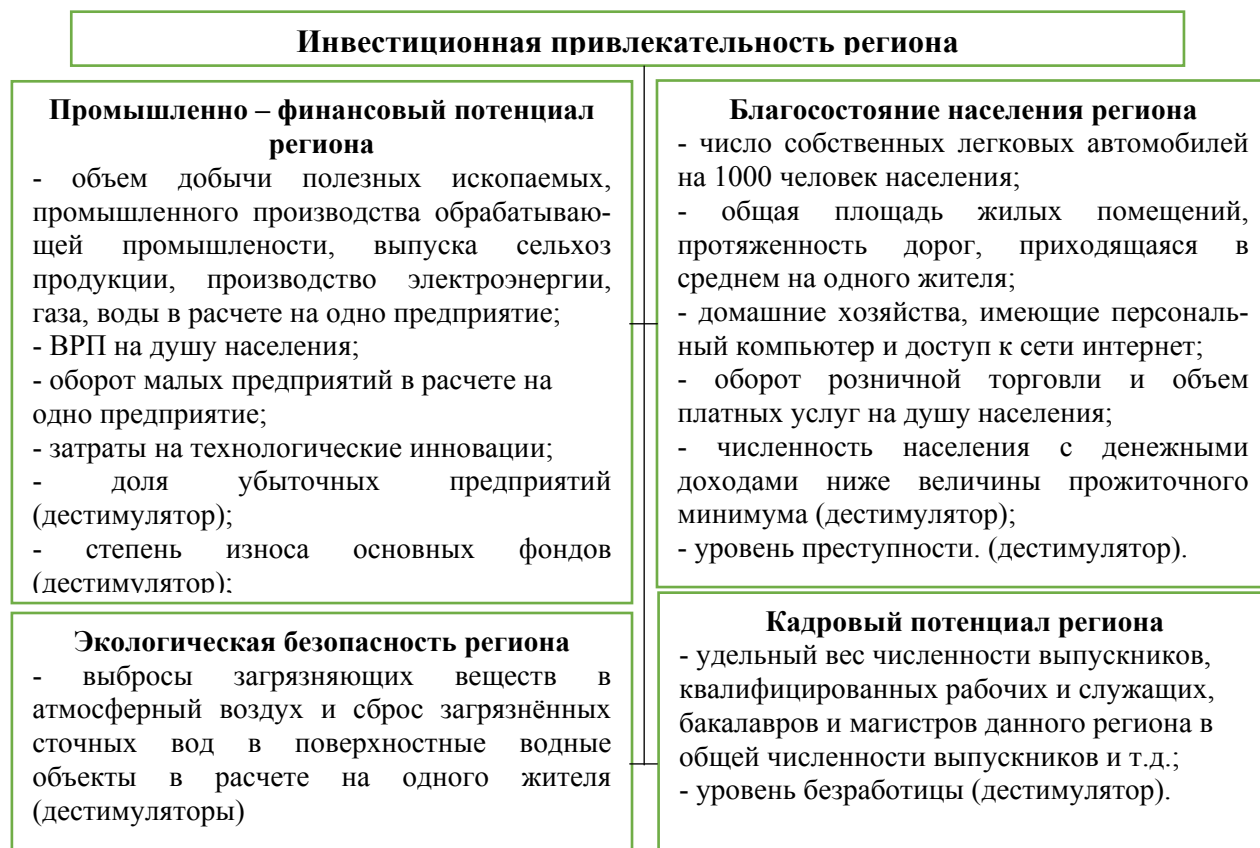 Инвестиционная привлекательность региона
Промышленно – финансовый потенциал
региона
- объем добычи полезных ископаемых,
промышленного производства обрабатываю-
щей промышлености, выпуска сельхоз
продукции, производство электроэнергии,
газа, воды в расчете на одно предприятие;
- ВРП на душу населения;
- оборот малых предприятий в расчете на
одно предприятие;
- затраты на технологические инновации;
- доля убыточных предприятий
(дестимулятор);
- степень износа основных фондов
(дестимулятор);
Благосостояние населения региона
- число собственных легковых автомобилей
на 1000 человек населения;
- общая площадь жилых помещений,
протяженность дорог, приходящаяся в
среднем на одного жителя;
- домашние хозяйства, имеющие персональ-
ный компьютер и доступ к сети интернет;
- оборот розничной торговли и объем
платных услуг на душу населения;
- численность населения с денежными
доходами ниже величины прожиточного
минимума (дестимулятор);
- уровень преступности. (дестимулятор).
Экологическая безопасность региона
- выбросы загрязняющих веществ в
атмосферный воздух и сброс загрязнённых
сточных вод в поверхностные водные
объекты в расчете на одного жителя
(дестимуляторы)
Кадровый потенциал региона
- удельный вес численности выпускников,
квалифицированных рабочих и служащих,
бакалавров и магистров данного региона в
общей численности выпускников и т.д.;
- уровень безработицы (дестимулятор).